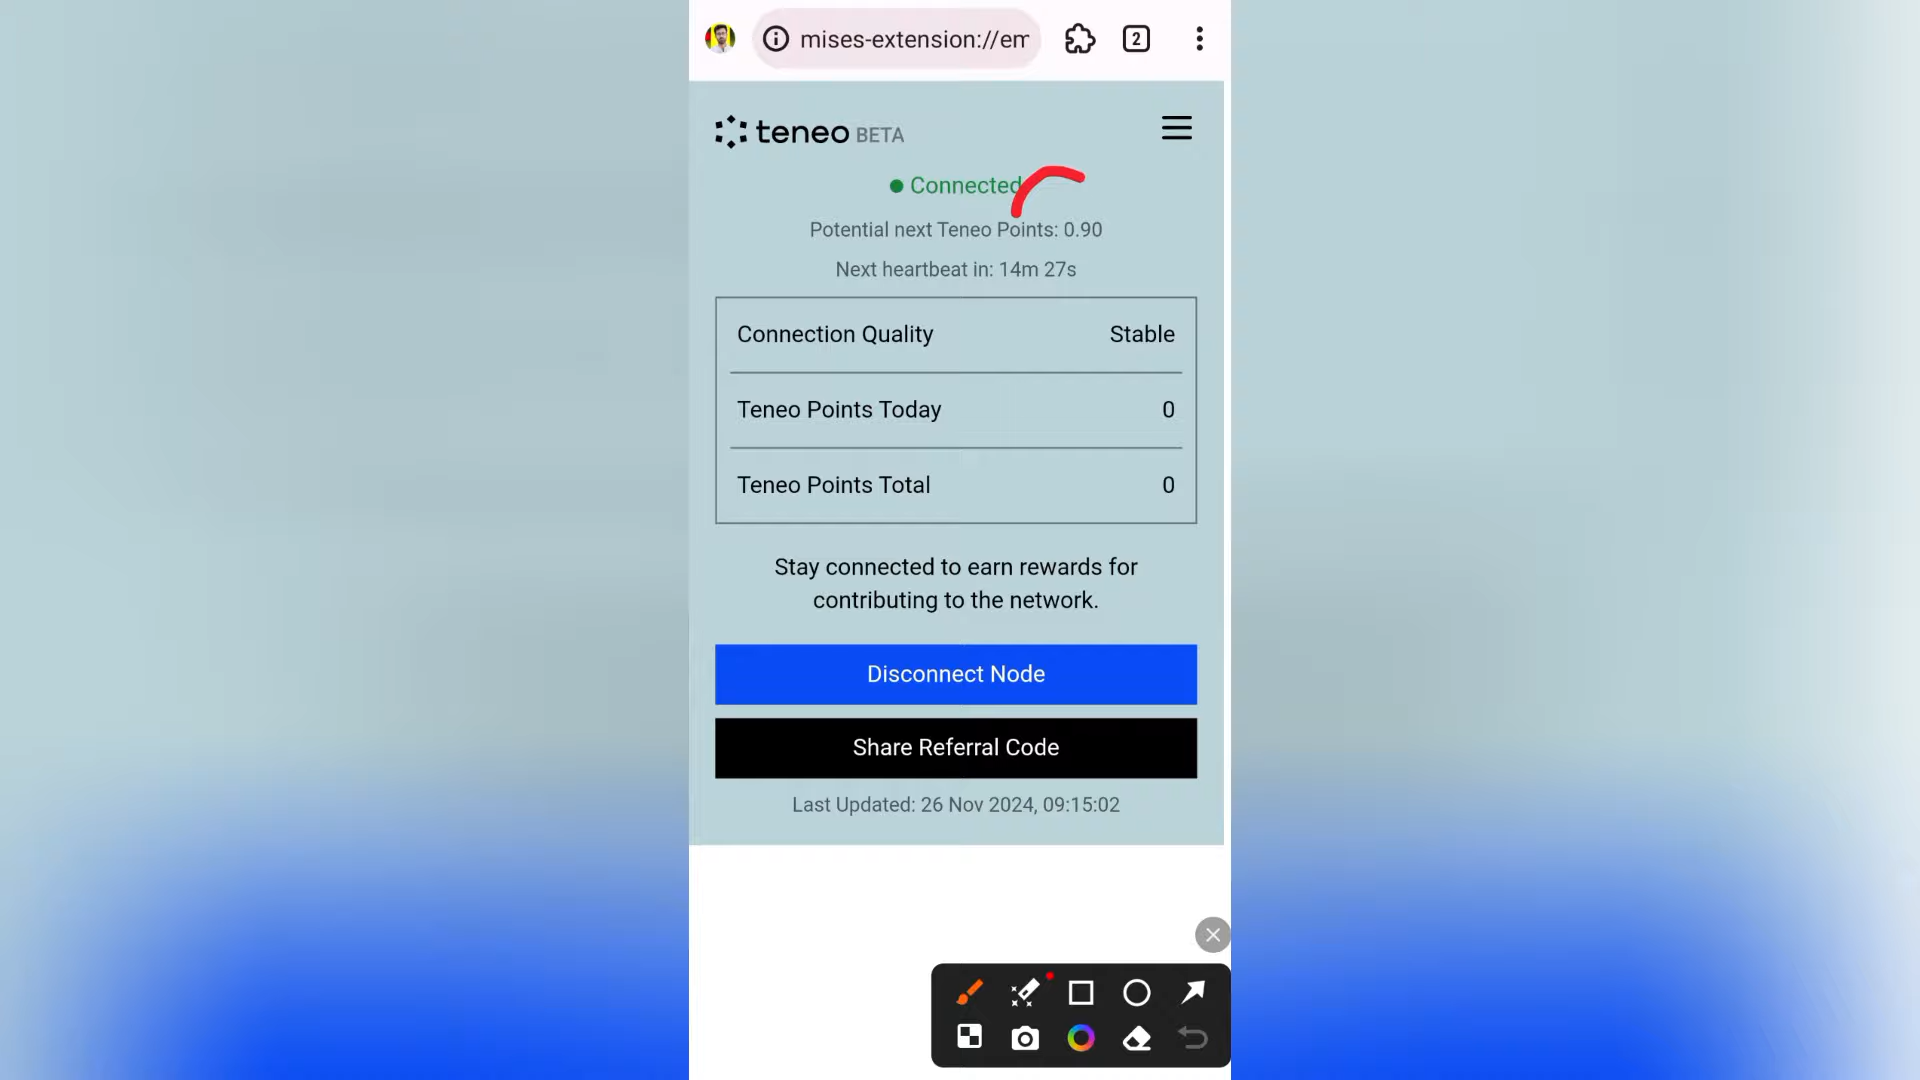 mises-extension://em
2
teneo BETA
Connected
Potential next Teneo Points: 0.90
Next heartbeat in: 14m 27s
Connection Quality Stable
Teneo Points Today 0
Teneo Points Total 0
Stay connected to earn rewards for
contributing to the network.
Disconnect Node
Share Referral Code
Last Updated: 26 Nov 2024, 09:15:02